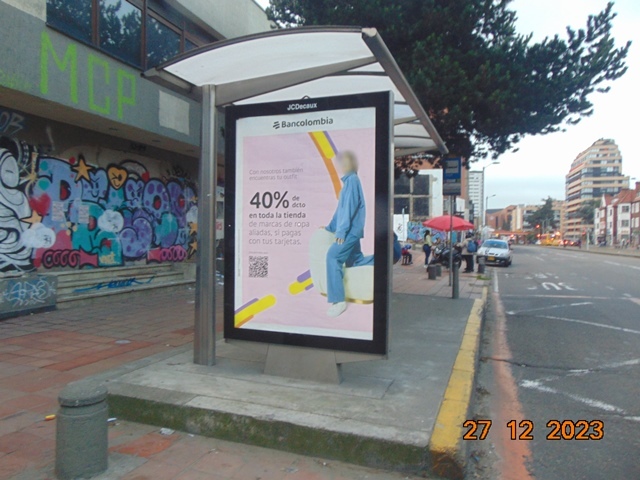 MCP
JCDecaux
Bancolombia
Con nosotros también
encuentras tu outfit:
40% de
dcto
en toda la tienda
de marcas de ropa
aliadas, si pagas
con tus tarjetas.
27 12 2023